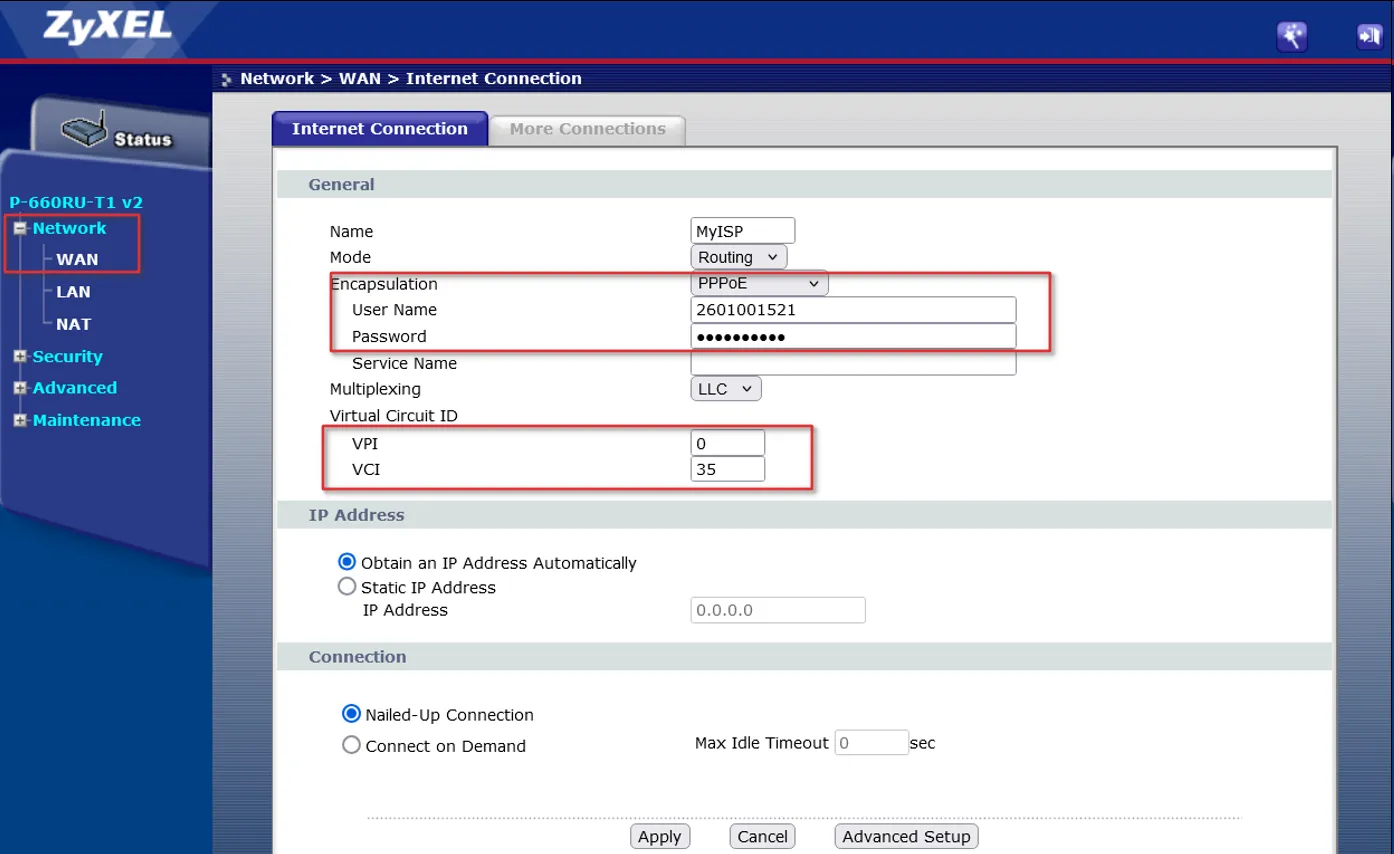 ZyXEL
Network > WAN > Internet Connection
Status
Internet Connection More Connections
P-660RU-T1 v2
Network
WAN
LAN
NAT
Security
Advanced
Maintenance
General
Name MyISP
Mode Routing
Encapsulation PPPoE
User Name 2601001521
Password ••••••••••
Service Name
Multiplexing LLC
Virtual Circuit ID
VPI 0
VCI 35
IP Address
Obtain an IP Address Automatically
Static IP Address
IP Address 0.0.0.0
Connection
Nailed-Up Connection
Connect on Demand Max Idle Timeout 0 sec
Apply Cancel Advanced Setup